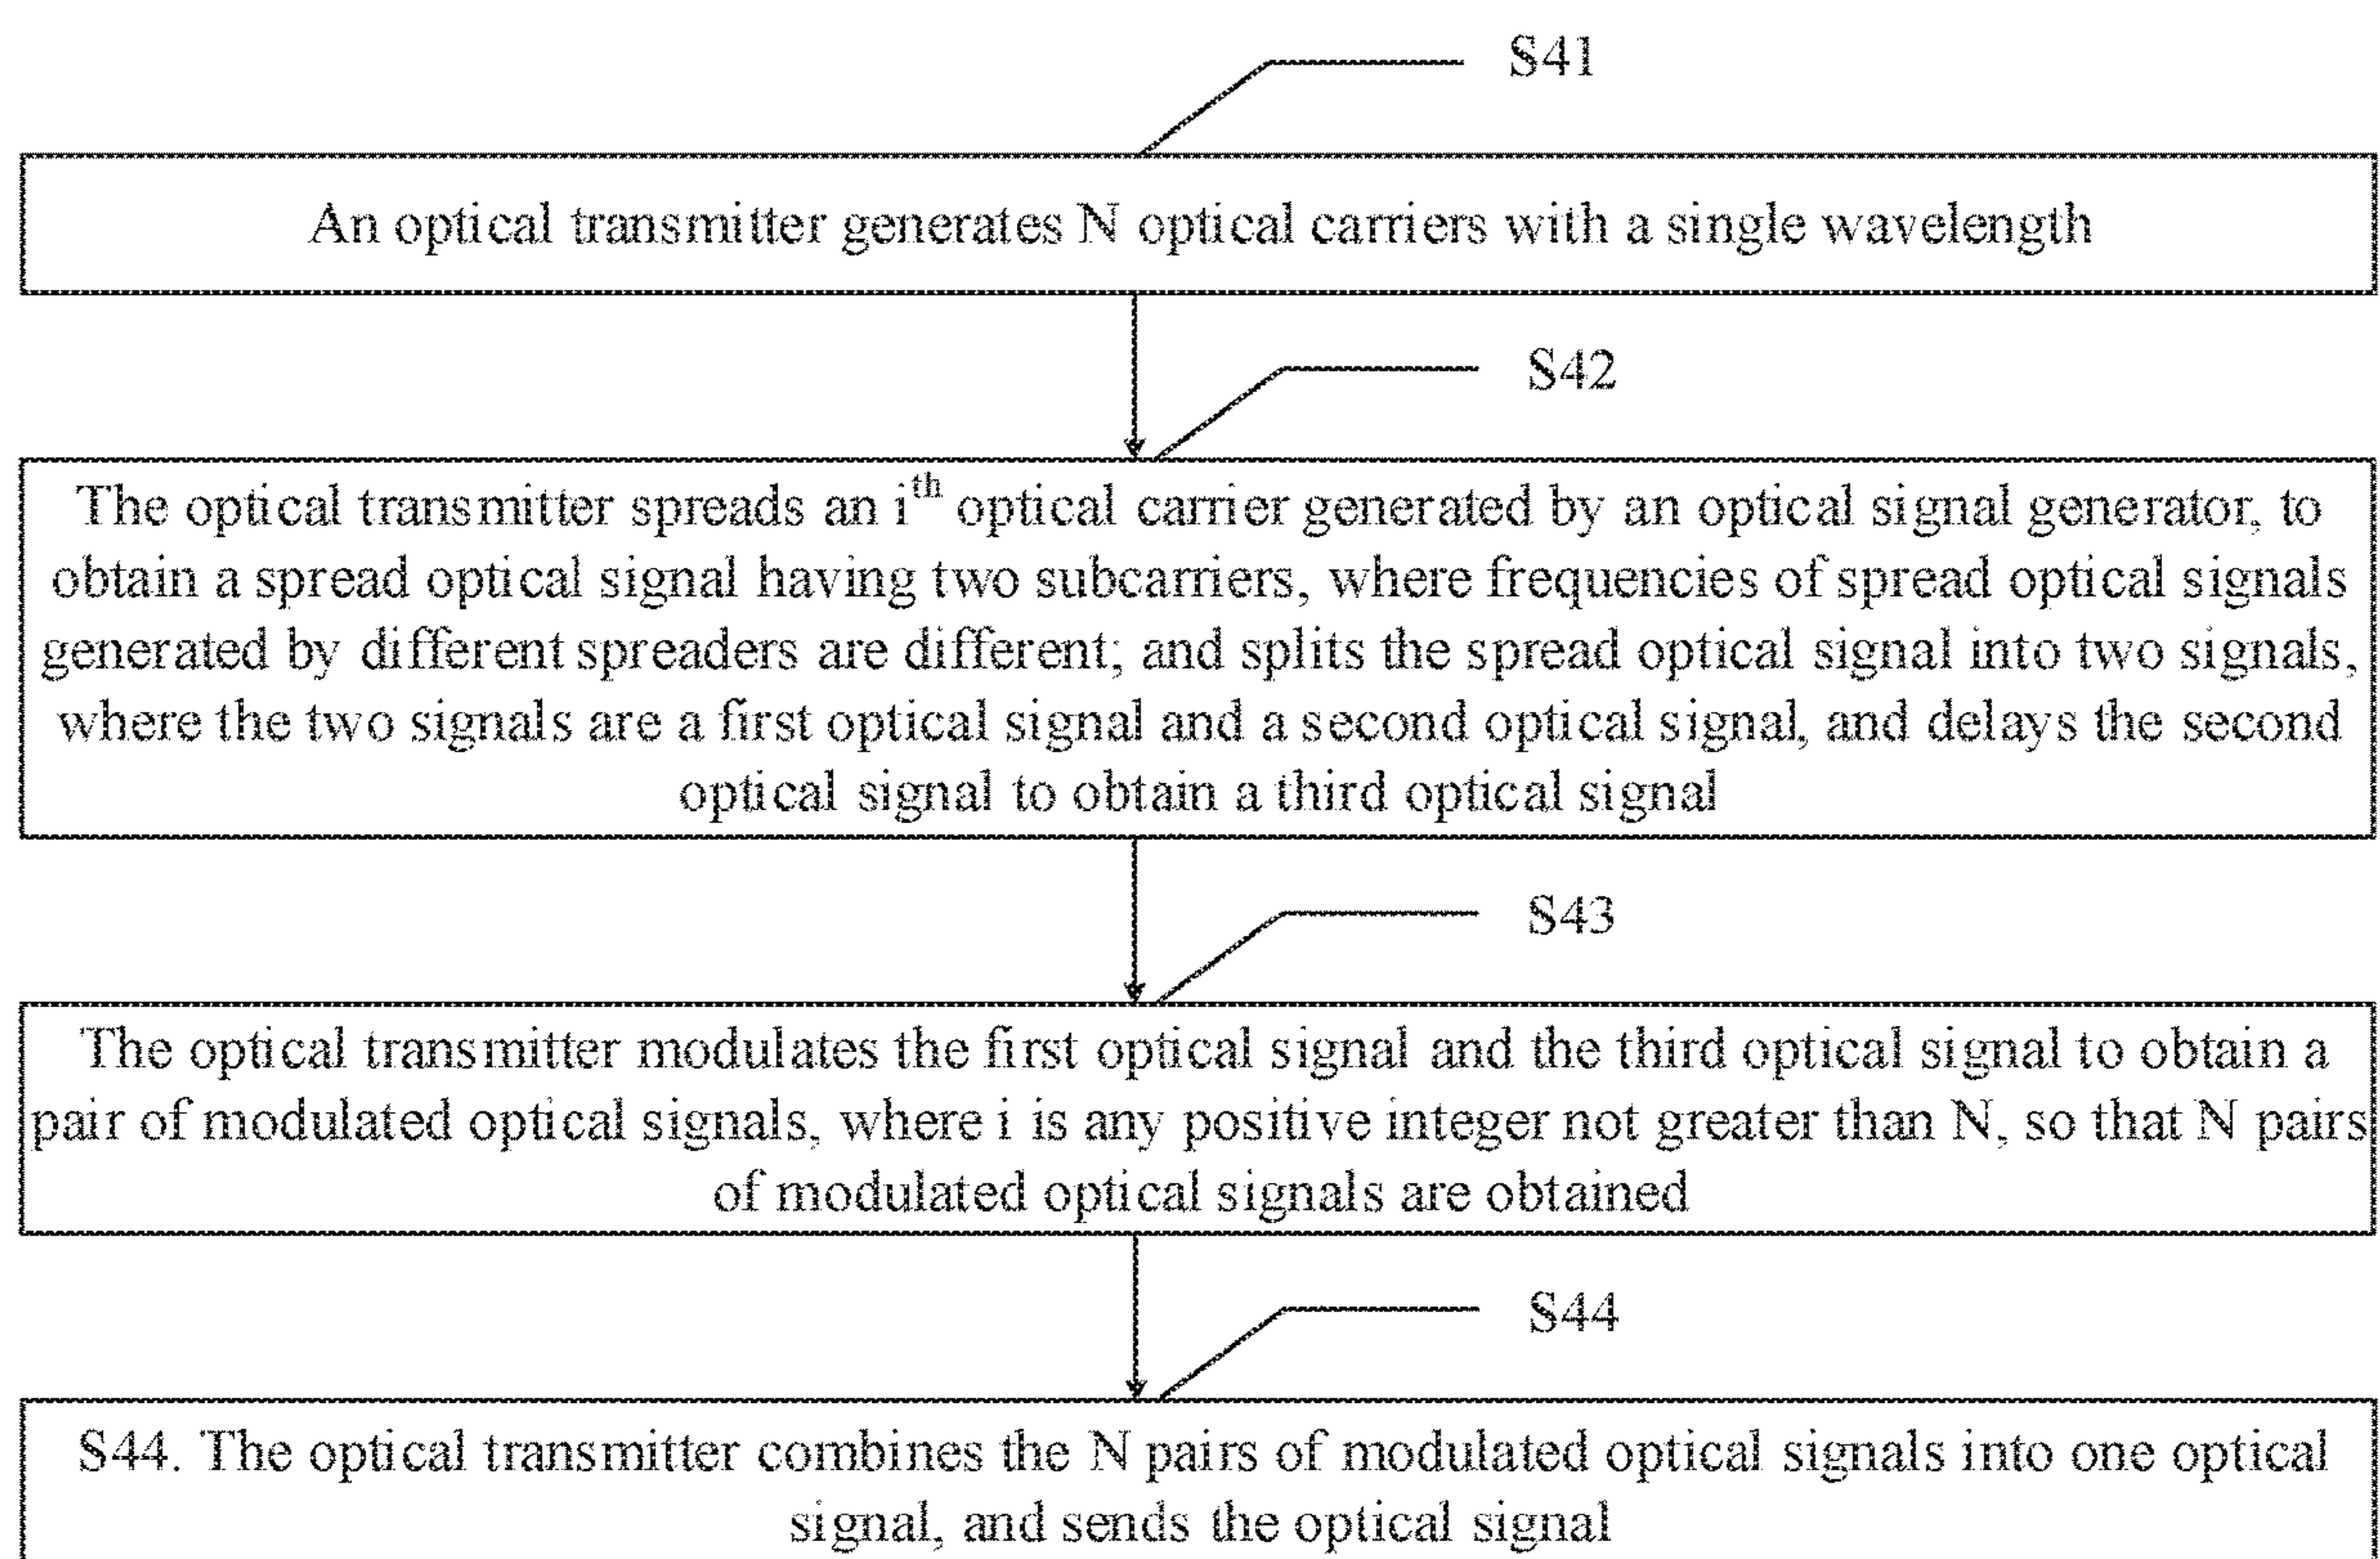 S41
An optical transmitter generates N optical carriers with a single wavelength
S42
The optical transmitter spreads an iᵗʰ optical carrier generated by an optical signal generator, to
obtain a spread optical signal having two subcarriers, where frequencies of spread optical signals
generated by different spreaders are different; and splits the spread optical signal into two signals,
where the two signals are a first optical signal and a second optical signal, and delays the second
optical signal to obtain a third optical signal
S43
The optical transmitter modulates the first optical signal and the third optical signal to obtain a
pair of modulated optical signals, where i is any positive integer not greater than N, so that N pairs
of modulated optical signals are obtained
S44
S44. The optical transmitter combines the N pairs of modulated optical signals into one optical
signal, and sends the optical signal